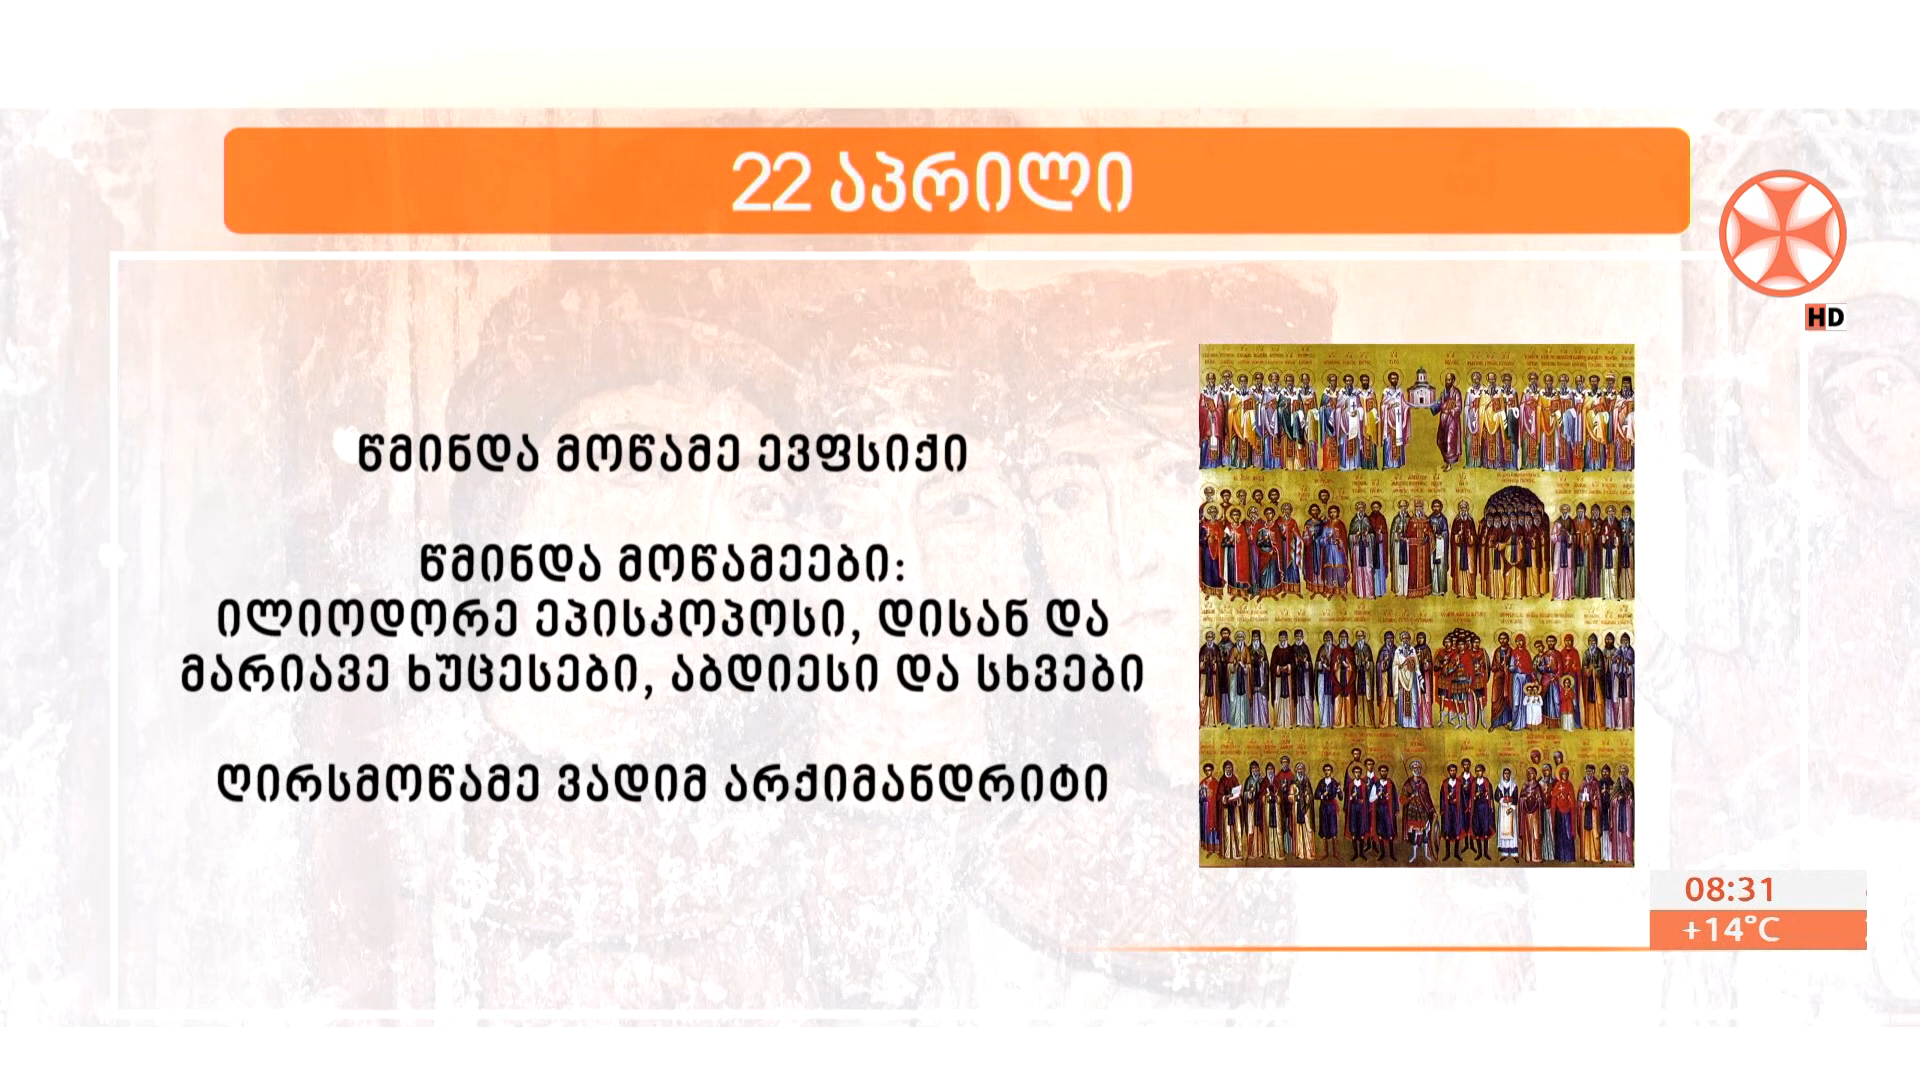 22 აპრილი
HD
წმინდა მოწამე ევფსიქი
წმინდა მოწამეები:
ილიოდორე ეპისკოპოსი, დისან და
მარიავე ხუცესები, აბდიესი და სხვები
ღირსმოწამე ვადიმ არქიმანდრიტი
08:31
+14°C